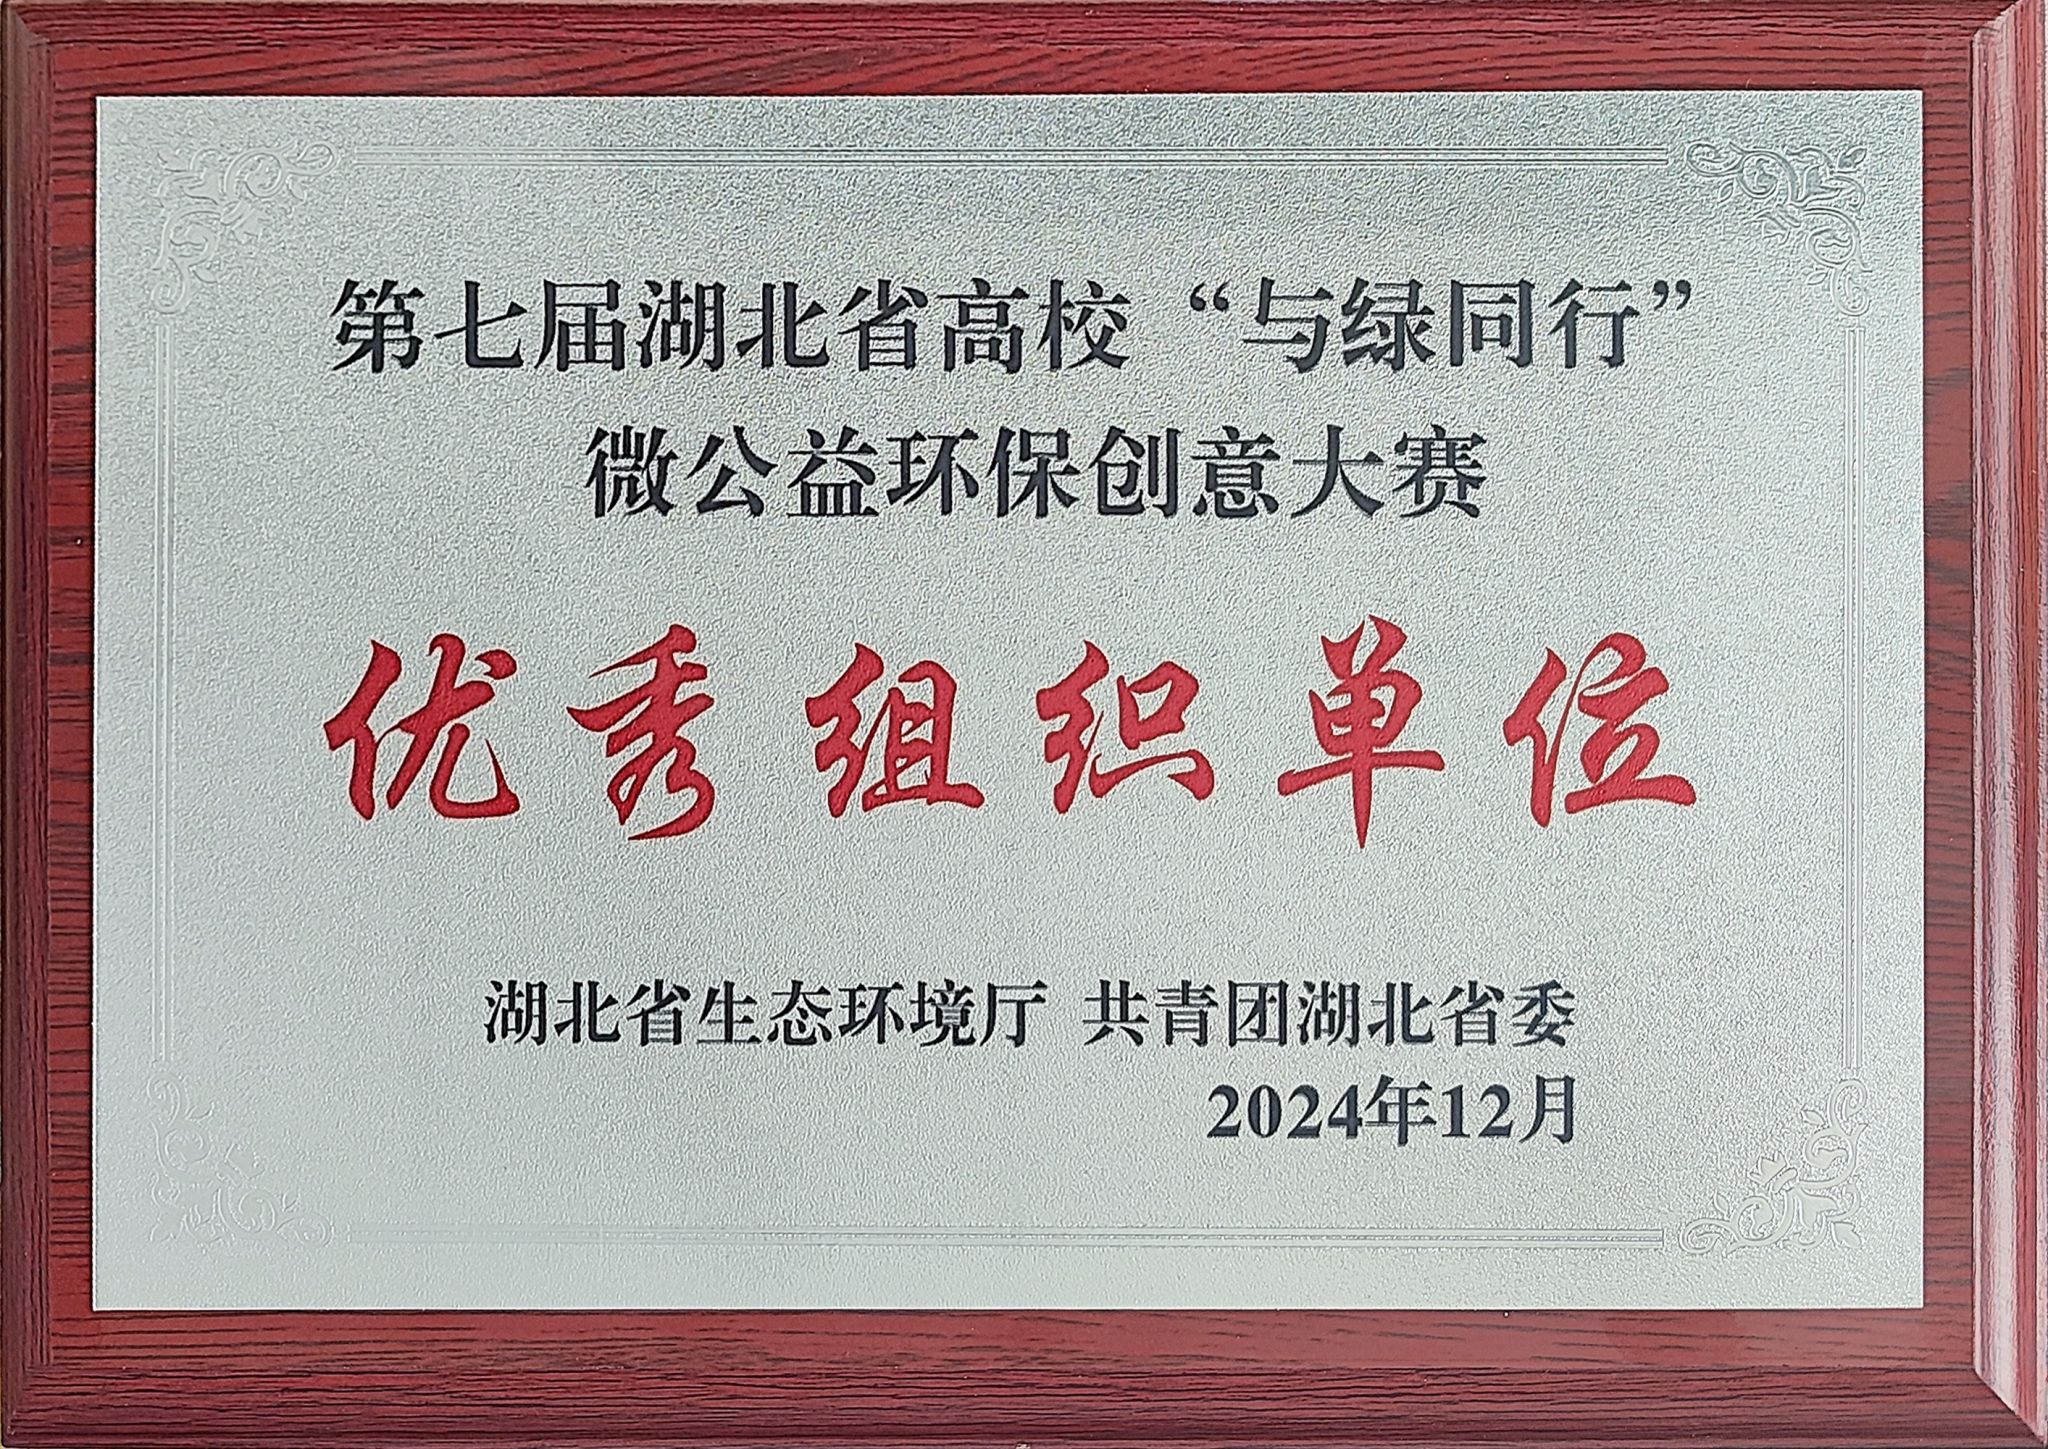 第七届湖北省高校“与绿同行”
微公益环保创意大赛
优秀组织单位
湖北省生态环境厅 共青团湖北省委
2024年12月